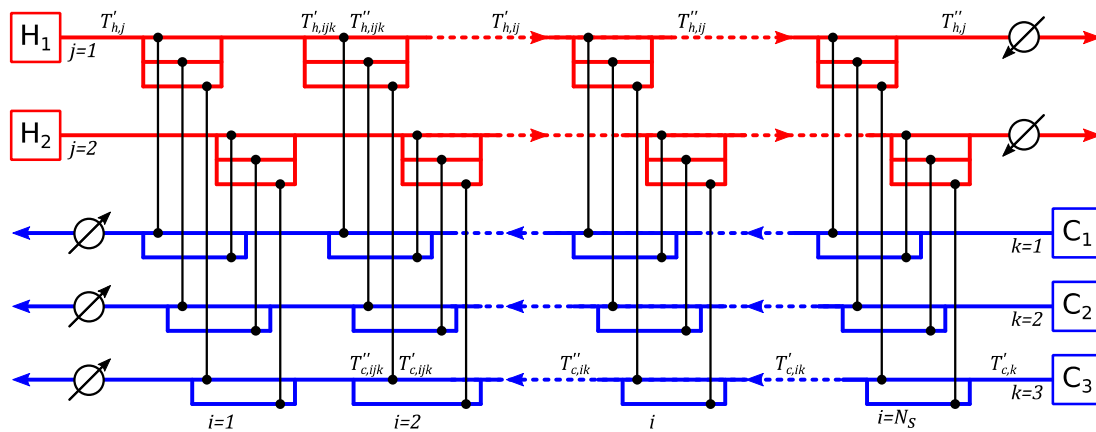 H₁
j=1
T′h,j
T′h,ijk
T″h,ijk
T′h,ij
T″h,ij
T″h,j
H₂
j=2
C₁
k=1
C₂
k=2
T″c,ijk
T′c,ijk
T″c,ik
T′c,ik
T′c,k
C₃
k=3
i=1
i=2
i
i=Nₛ